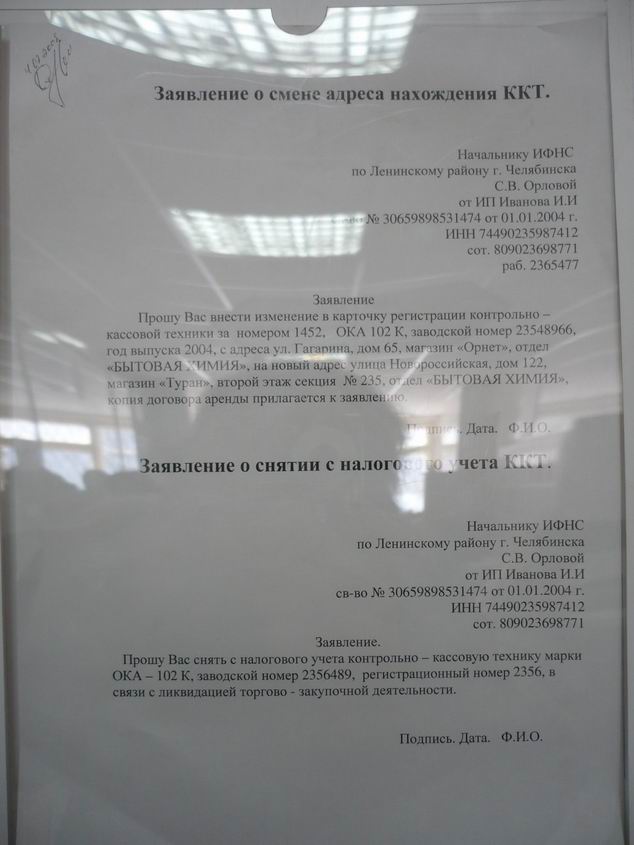 Заявление о смене адреса нахождения ККТ.
Начальнику ИФНС
по Ленинскому району г. Челябинска
С.В. Орловой
от ИП Иванова И.И
№ 30659898531474 от 01.01.2004 г.
ИНН 74490235987412
сот. 809023698771
раб. 2365477
Заявление
Прошу Вас внести изменение в карточку регистрации контрольно –
кассовой техники за номером 1452, ОКА 102 К, заводской номер 23548966,
год выпуска 2004, с адреса ул. Гагарина, дом 65, магазин «Орнет», отдел
«БЫТОВАЯ ХИМИЯ», на новый адрес улица Новороссийская, дом 122,
магазин «Туран», второй этаж секция № 235, отдел «БЫТОВАЯ ХИМИЯ»,
копия договора аренды прилагается к заявлению.
Подпись. Дата. Ф.И.О.
Заявление о снятии с налогового учета ККТ.
Начальнику ИФНС
по Ленинскому району г. Челябинска
С.В. Орловой
от ИП Иванова И.И
св-во № 30659898531474 от 01.01.2004 г.
ИНН 74490235987412
сот. 809023698771
Заявление.
Прошу Вас снять с налогового учета контрольно – кассовую технику марки
ОКА – 102 К, заводской номер 2356489, регистрационный номер 2356, в
связи с ликвидацией торгово - закупочной деятельности.
Подпись. Дата. Ф.И.О.